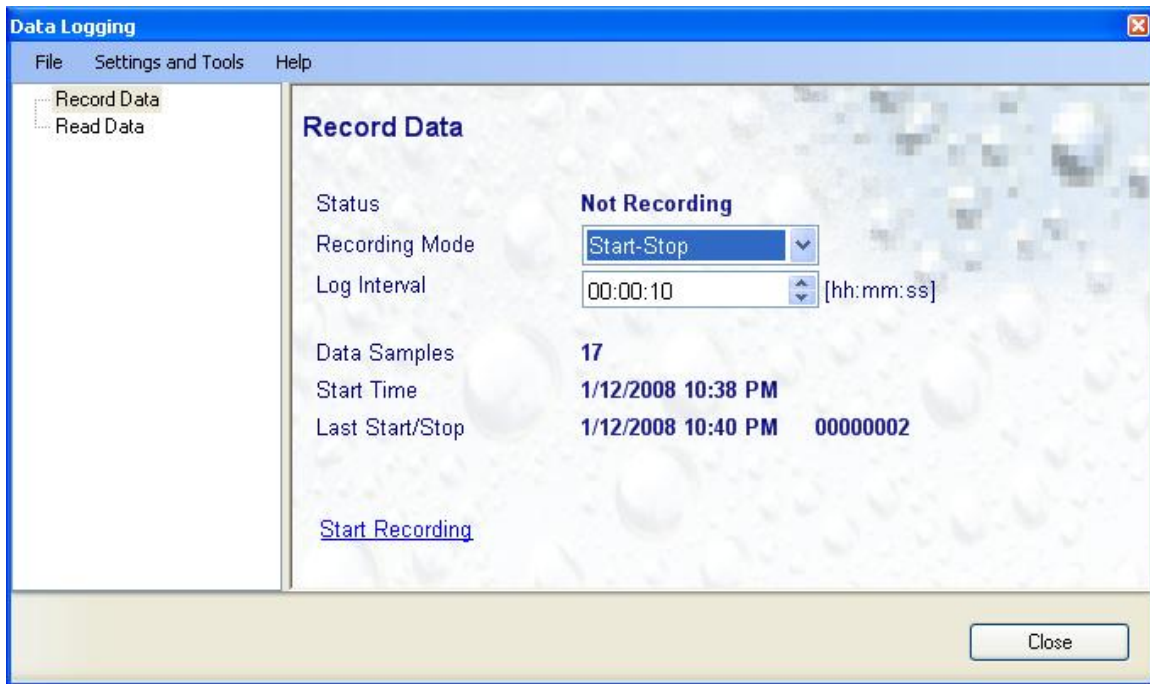 Data Logging
File Settings and Tools Help
Record Data
Read Data
Record Data
Status Not Recording
Recording Mode Start-Stop
Log Interval 00:00:10 [hh:mm:ss]
Data Samples 17
Start Time 1/12/2008 10:38 PM
Last Start/Stop 1/12/2008 10:40 PM 00000002
Start Recording
Close